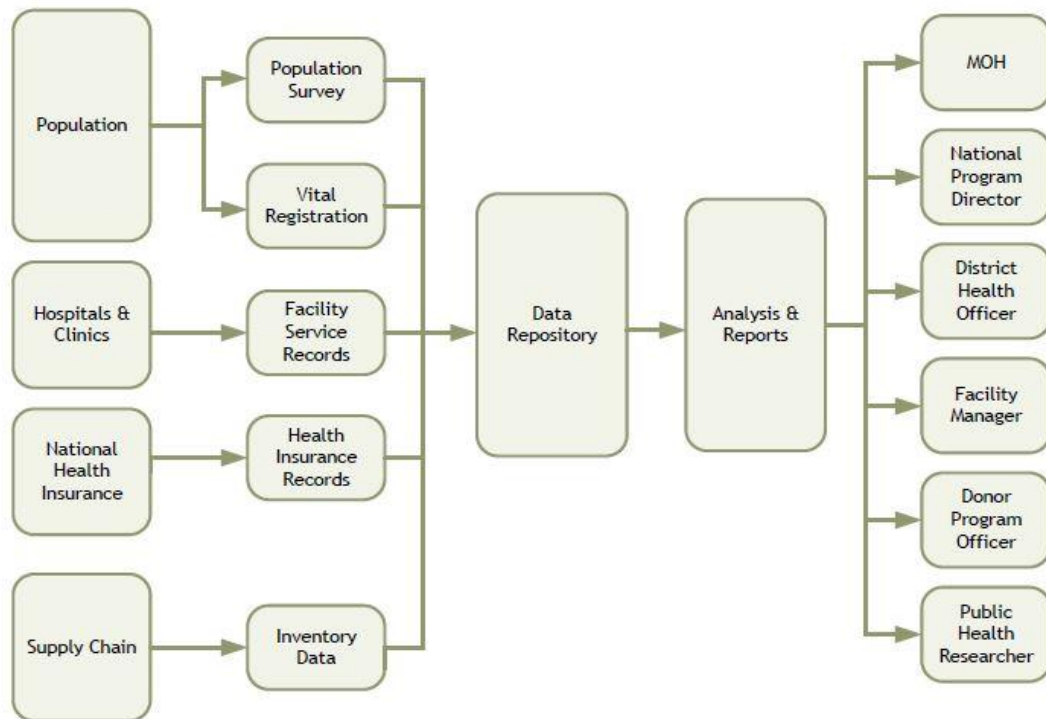 Population
Population
Survey
Vital
Registration
Hospitals &
Clinics
Facility
Service
Records
National
Health
Insurance
Health
Insurance
Records
Supply Chain
Inventory
Data
Data
Repository
Analysis &
Reports
MOH
National
Program
Director
District
Health
Officer
Facility
Manager
Donor
Program
Officer
Public
Health
Researcher